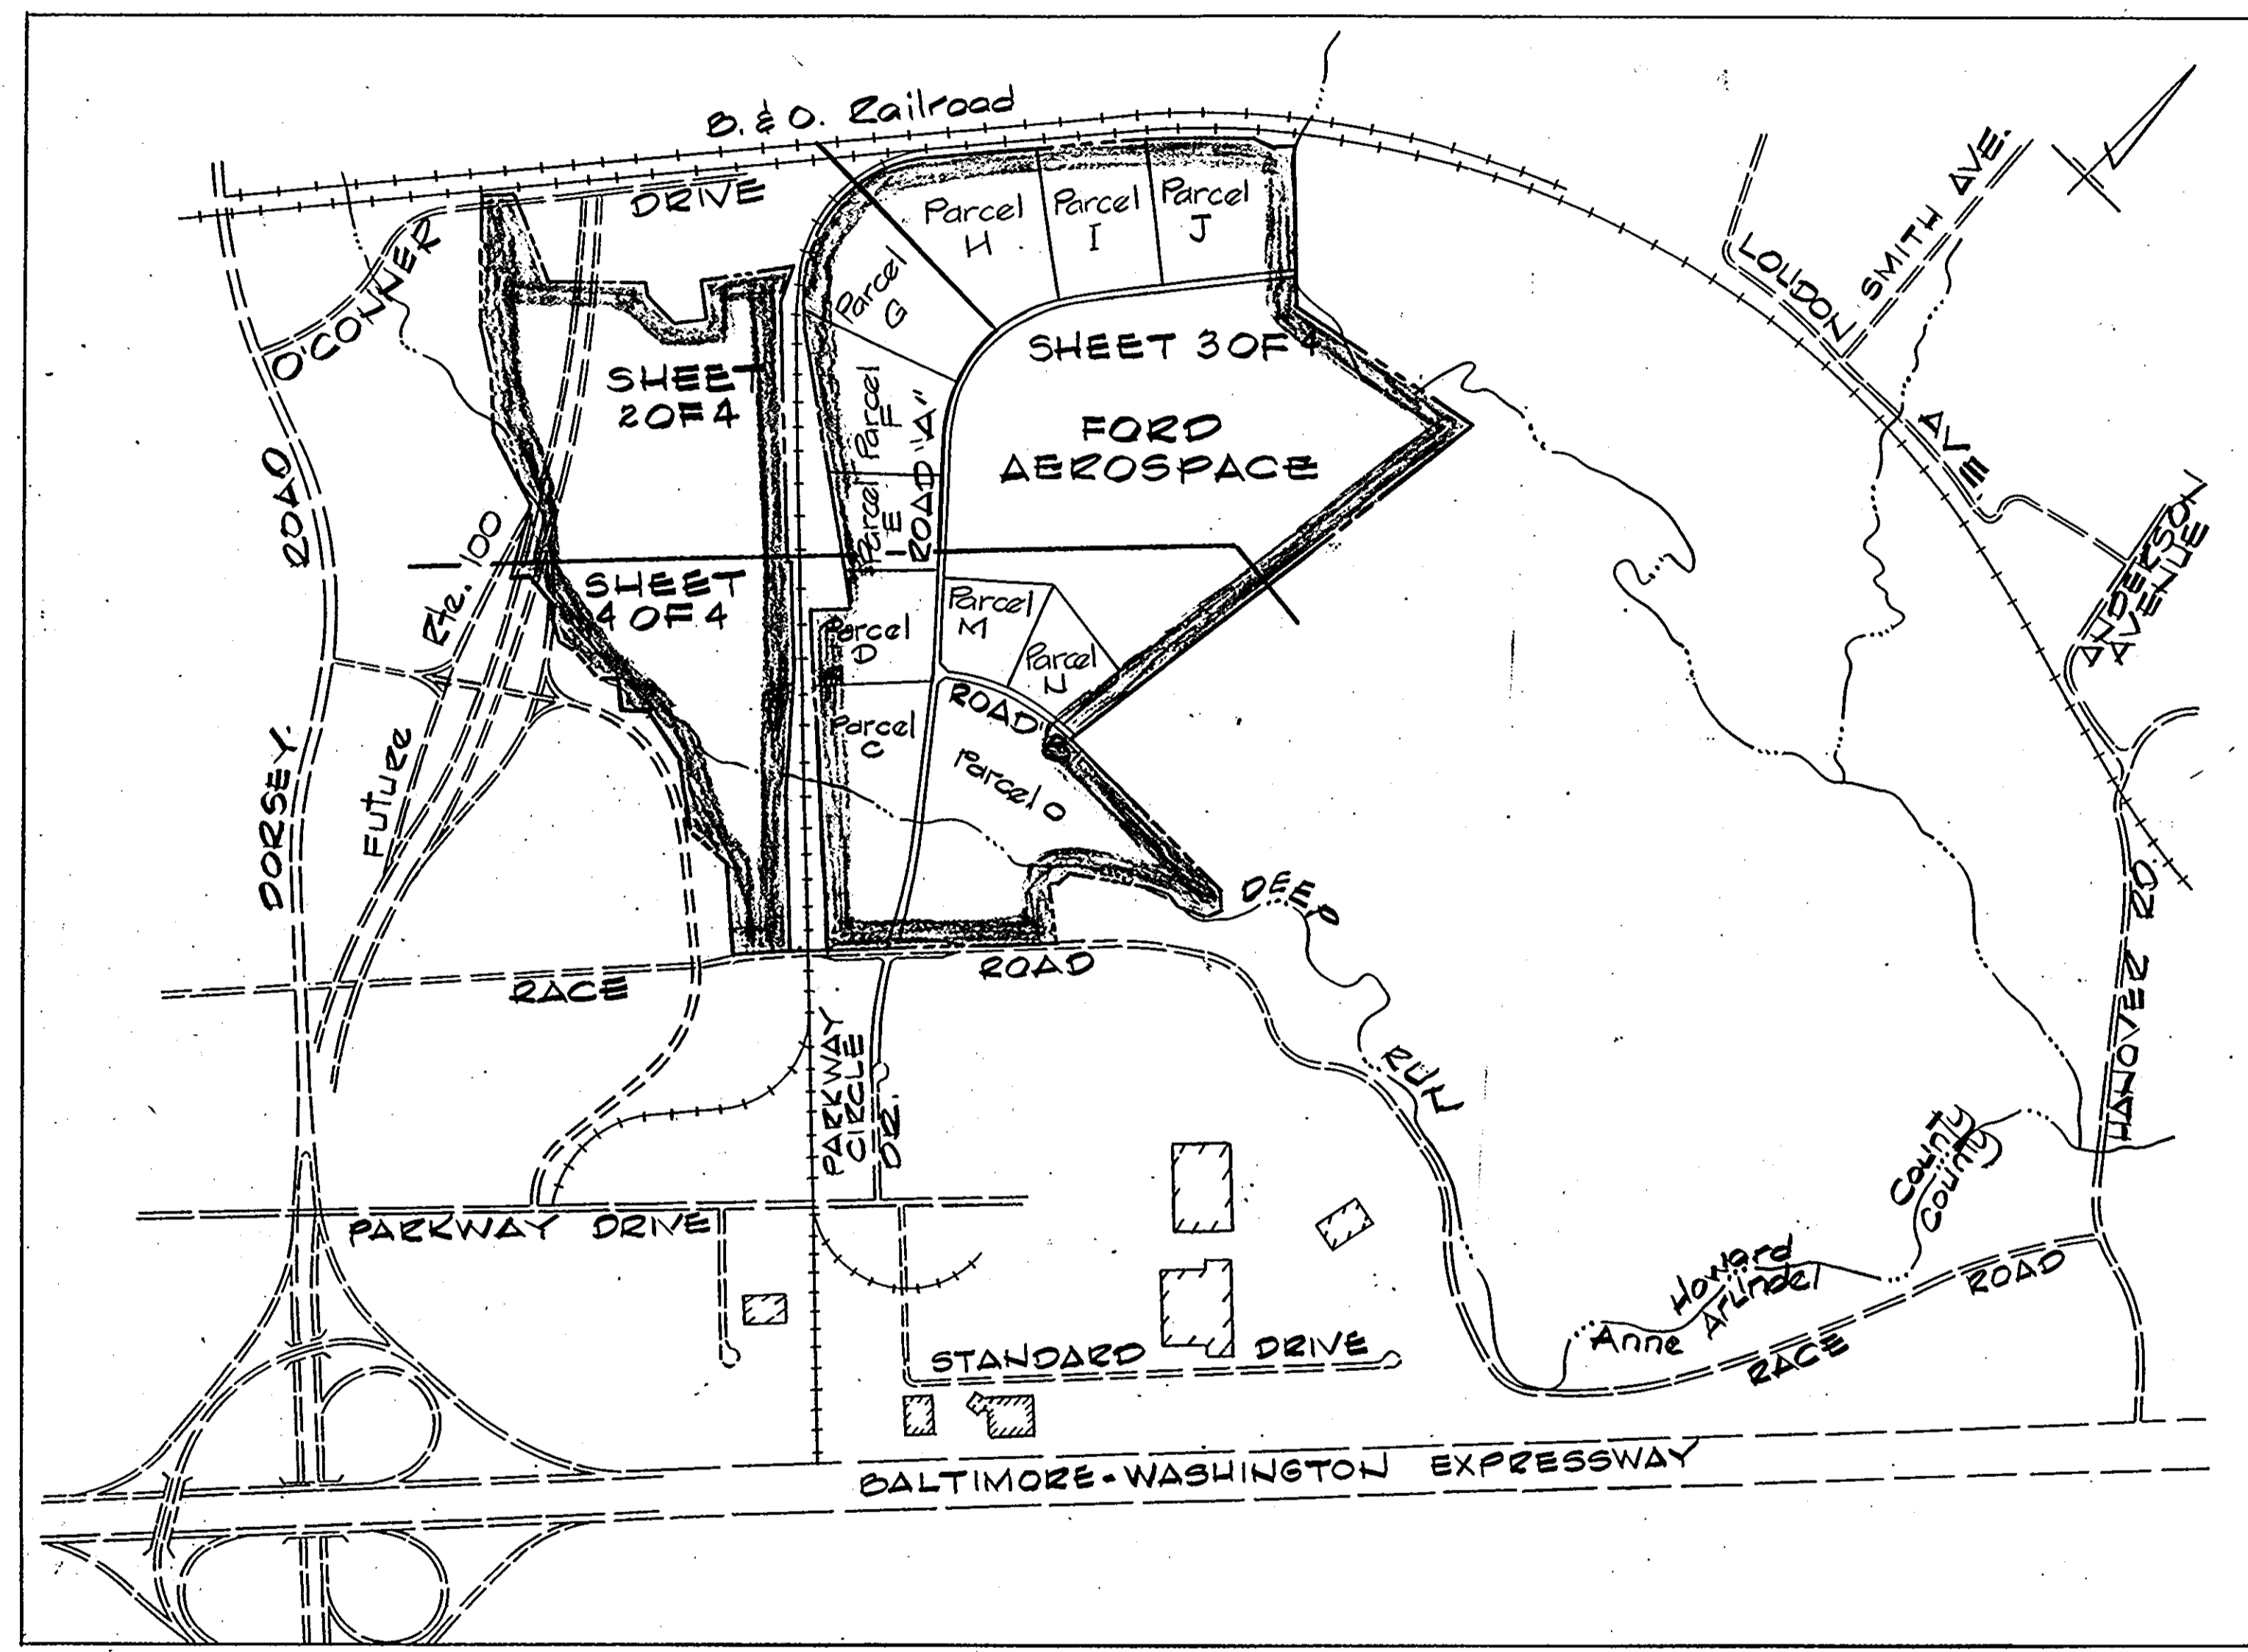 B. & O. Railroad
DRIVE
O'CONNER
Parcel
H
Parcel
I
Parcel
J
Parcel
G
SHEET
2 OF 4
Parcel
F
ROAD "A"
Parcel
E
SHEET 3 OF 4
FORD
AEROSPACE
LOUDON
AVE
SMITH AVE.
ANDERSON
AVENUE
DORSEY.
ROAD
Future
Rte. 100
SHEET
4 OF 4
Parcel
D
Parcel
M
Parcel
N
Parcel
C
ROAD
Parcel O
DEEP
RUN
RACE
ROAD
PARKWAY
CIRCLE
DR.
HANOVER RD.
PARKWAY DRIVE
Howard
County
Anne
Arundel
County
STANDARD DRIVE
RACE
ROAD
BALTIMORE-WASHINGTON EXPRESSWAY